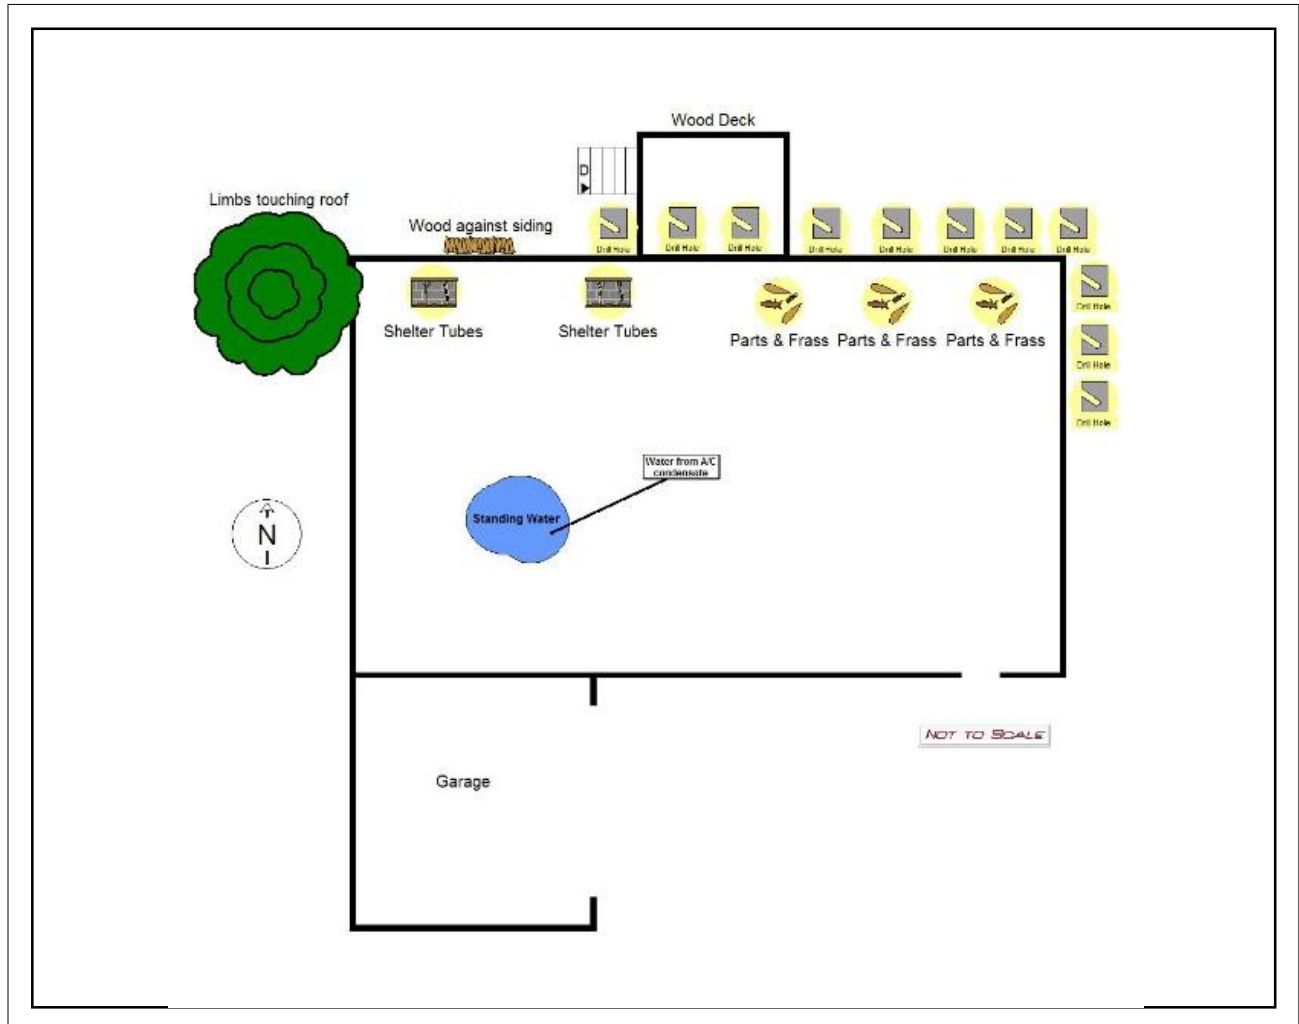 Wood Deck
D
Limbs touching roof
Wood against siding
Drill Hole
Drill Hole
Drill Hole
Drill Hole
Drill Hole
Drill Hole
Drill Hole
Drill Hole
Drill Hole
Drill Hole
Drill Hole
Shelter Tubes
Shelter Tubes
Parts & Frass
Parts & Frass
Parts & Frass
Water from A/C
condensate
Standing Water
N
NOT TO SCALE
Garage